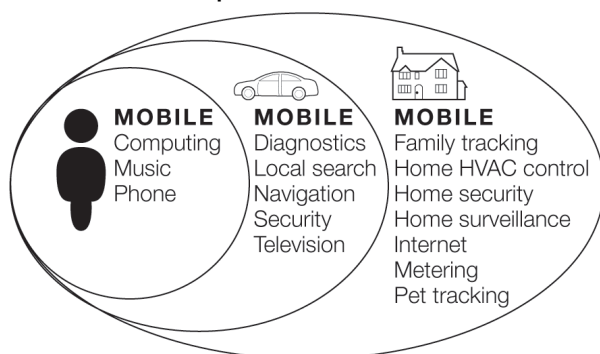 MOBILE
Computing
Music
Phone
MOBILE
Diagnostics
Local search
Navigation
Security
Television
MOBILE
Family tracking
Home HVAC control
Home security
Home surveillance
Internet
Metering
Pet tracking